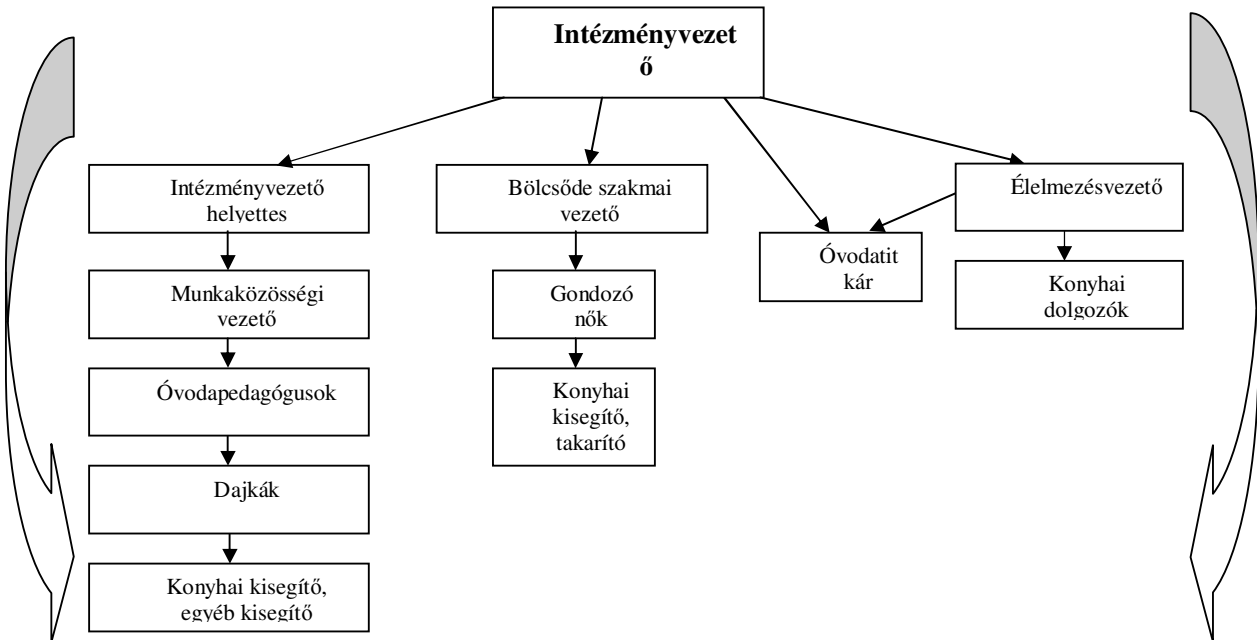 Intézményvezet
ő
Intézményvezető
helyettes
Bölcsőde szakmai
vezető
Óvodatit
kár
Élelmezésvezető
Munkaközösségi
vezető
Gondozó
nők
Konyhai
dolgozók
Óvodapedagógusok
Konyhai
kisegítő,
takarító
Dajkák
Konyhai kisegítő,
egyéb kisegítő